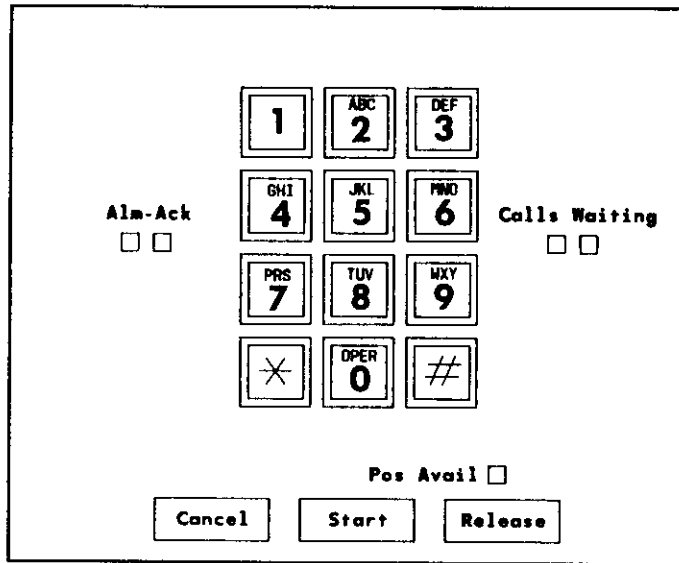 1
ABC
2
DEF
3
GHI
4
JKL
5
MNO
6
Alm-Ack
Calls Waiting
PRS
7
TUV
8
WXY
9
*
OPER
0
#
Pos Avail
Cancel
Start
Release